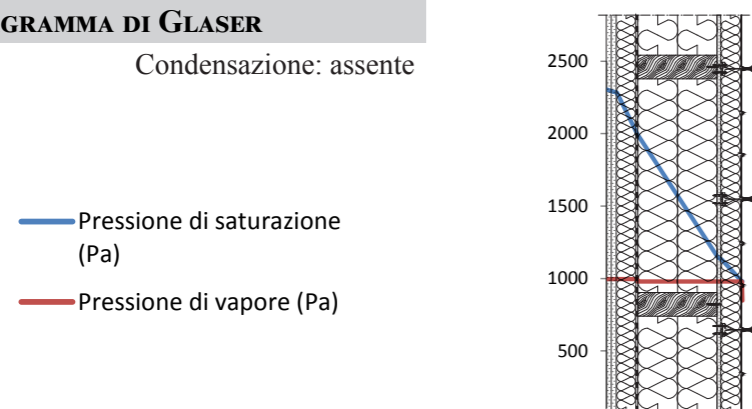 GRAMMA DI GLASER
Condensazione: assente
Pressione di saturazione
(Pa)
Pressione di vapore (Pa)
2500
2000
1500
1000
500